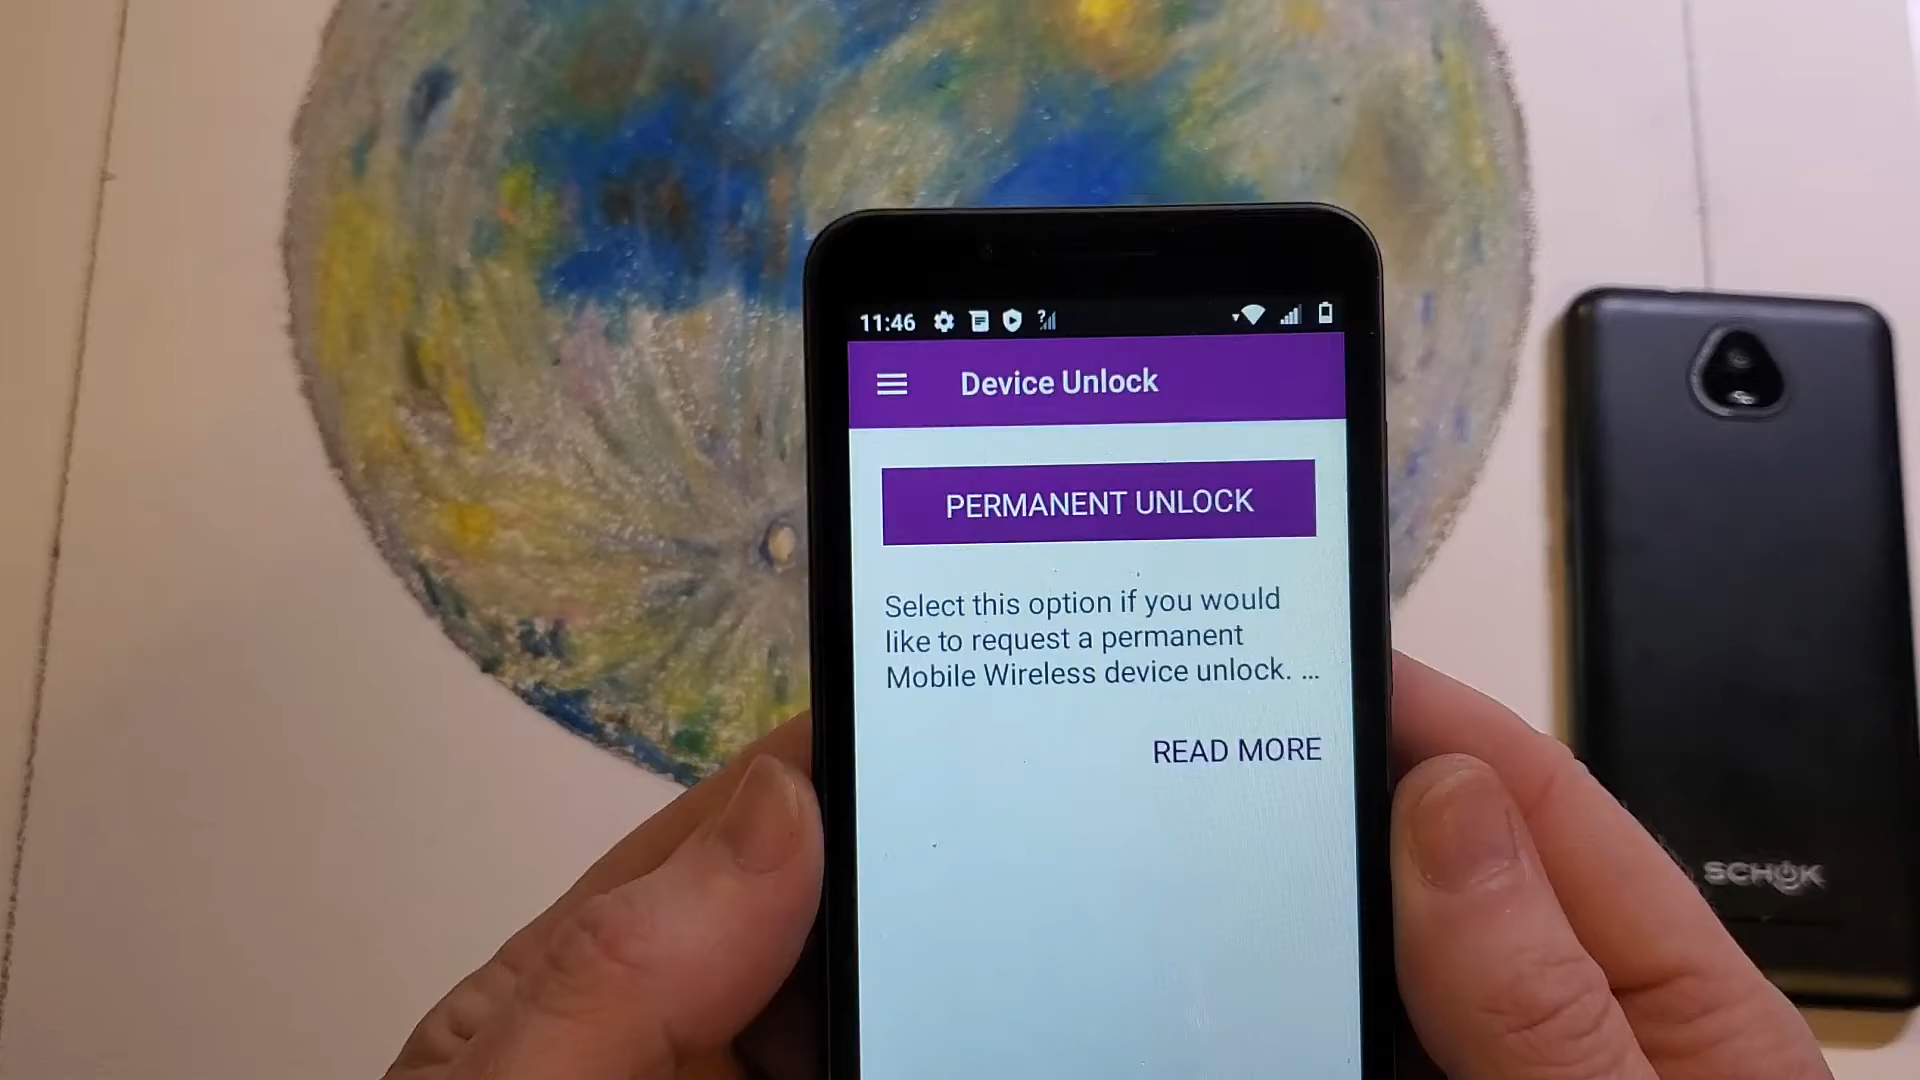 11:46
Device Unlock
PERMANENT UNLOCK
Select this option if you would
like to request a permanent
Mobile Wireless device unlock. ...
READ MORE
SCHOK